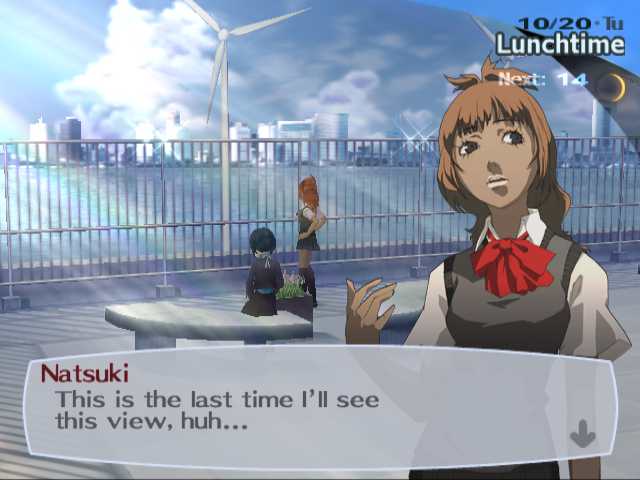 10/20・Tu
Lunchtime
Next: 14
Natsuki
This is the last time I'll see
this view, huh...